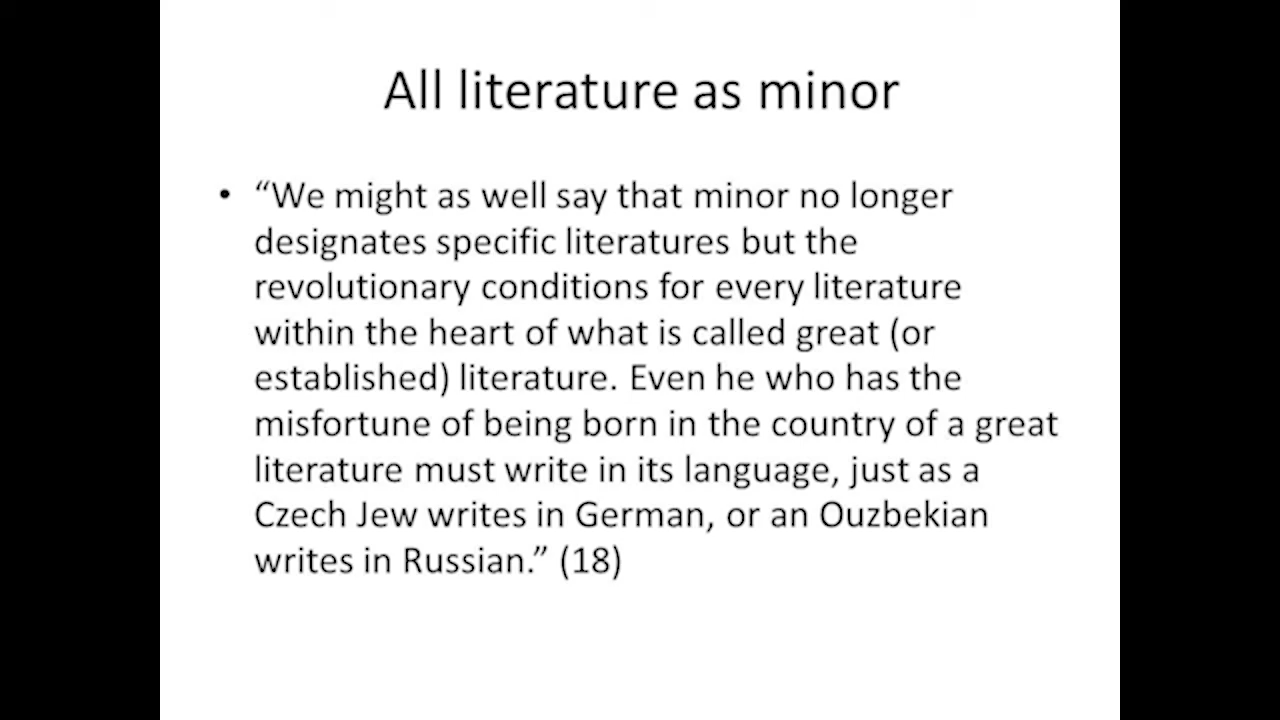 All literature as minor
• “We might as well say that minor no longer
designates specific literatures but the
revolutionary conditions for every literature
within the heart of what is called great (or
established) literature. Even he who has the
misfortune of being born in the country of a great
literature must write in its language, just as a
Czech Jew writes in German, or an Ouzbekian
writes in Russian.” (18)